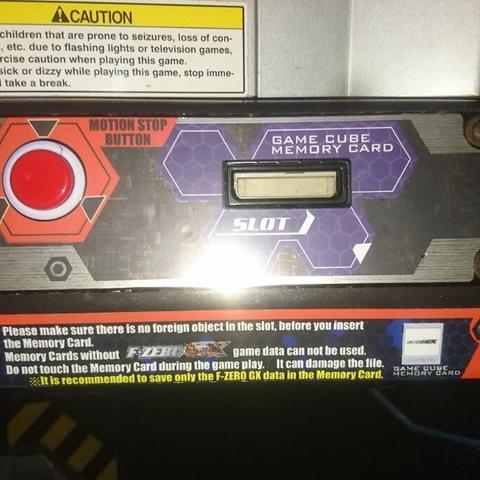 CAUTION
children that are prone to seizures, loss of con-
, etc. due to flashing lights or television games,
rcise caution when playing this game.
sick or dizzy while playing this game, stop imme-
d take a break.
MOTION STOP
BUTTON
GAME CUBE
MEMORY CARD
SLOT
Please make sure there is no foreign object in the slot, before you insert
the Memory Card.
Memory Cards without F-ZERO GX game data can not be used.
Do not touch the Memory Card during the game play. It can damage the file.
※It is recommended to save only the F-ZERO GX data in the Memory Card.
GAME CUBE
MEMORY CARD